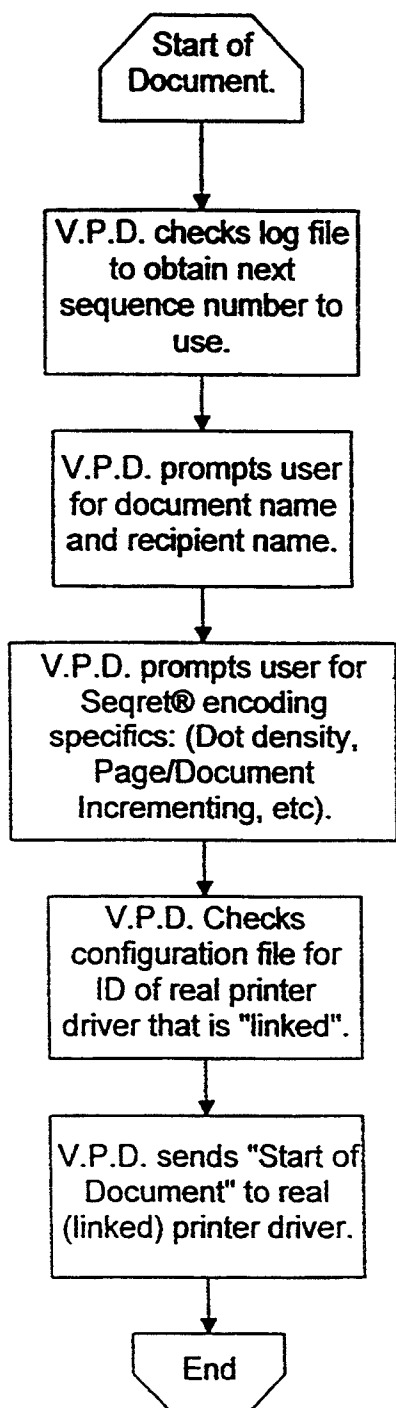 Start of
Document.
V.P.D. checks log file
to obtain next
sequence number to
use.
V.P.D. prompts user
for document name
and recipient name.
V.P.D. prompts user for
Seqret® encoding
specifics: (Dot density,
Page/Document
Incrementing, etc).
V.P.D. Checks
configuration file for
ID of real printer
driver that is "linked".
V.P.D. sends "Start of
Document" to real
(linked) printer driver.
End